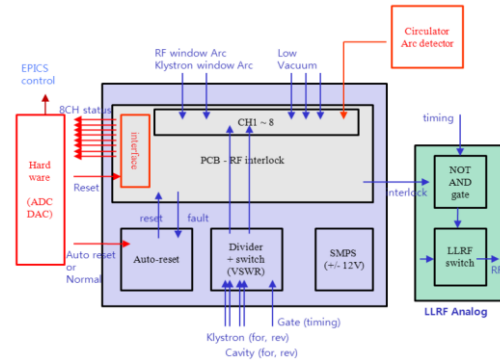 Circulator
Arc detector
RF window Arc
Klystron window Arc
Low
Vacuum
EPICS
control
8CH status
CH1 ~ 8
interface
PCB - RF interlock
timing
Hard
ware
(ADC
DAC)
Reset
NOT
AND
gate
Interlock
reset
fault
Auto reset
or
Normal
Auto-reset
Divider
+ switch
(VSWR)
SMPS
(+/- 12V)
LLRF
switch
LLRF Analog
Gate (timing)
Klystron (for, rev)
Cavity (for, rev)